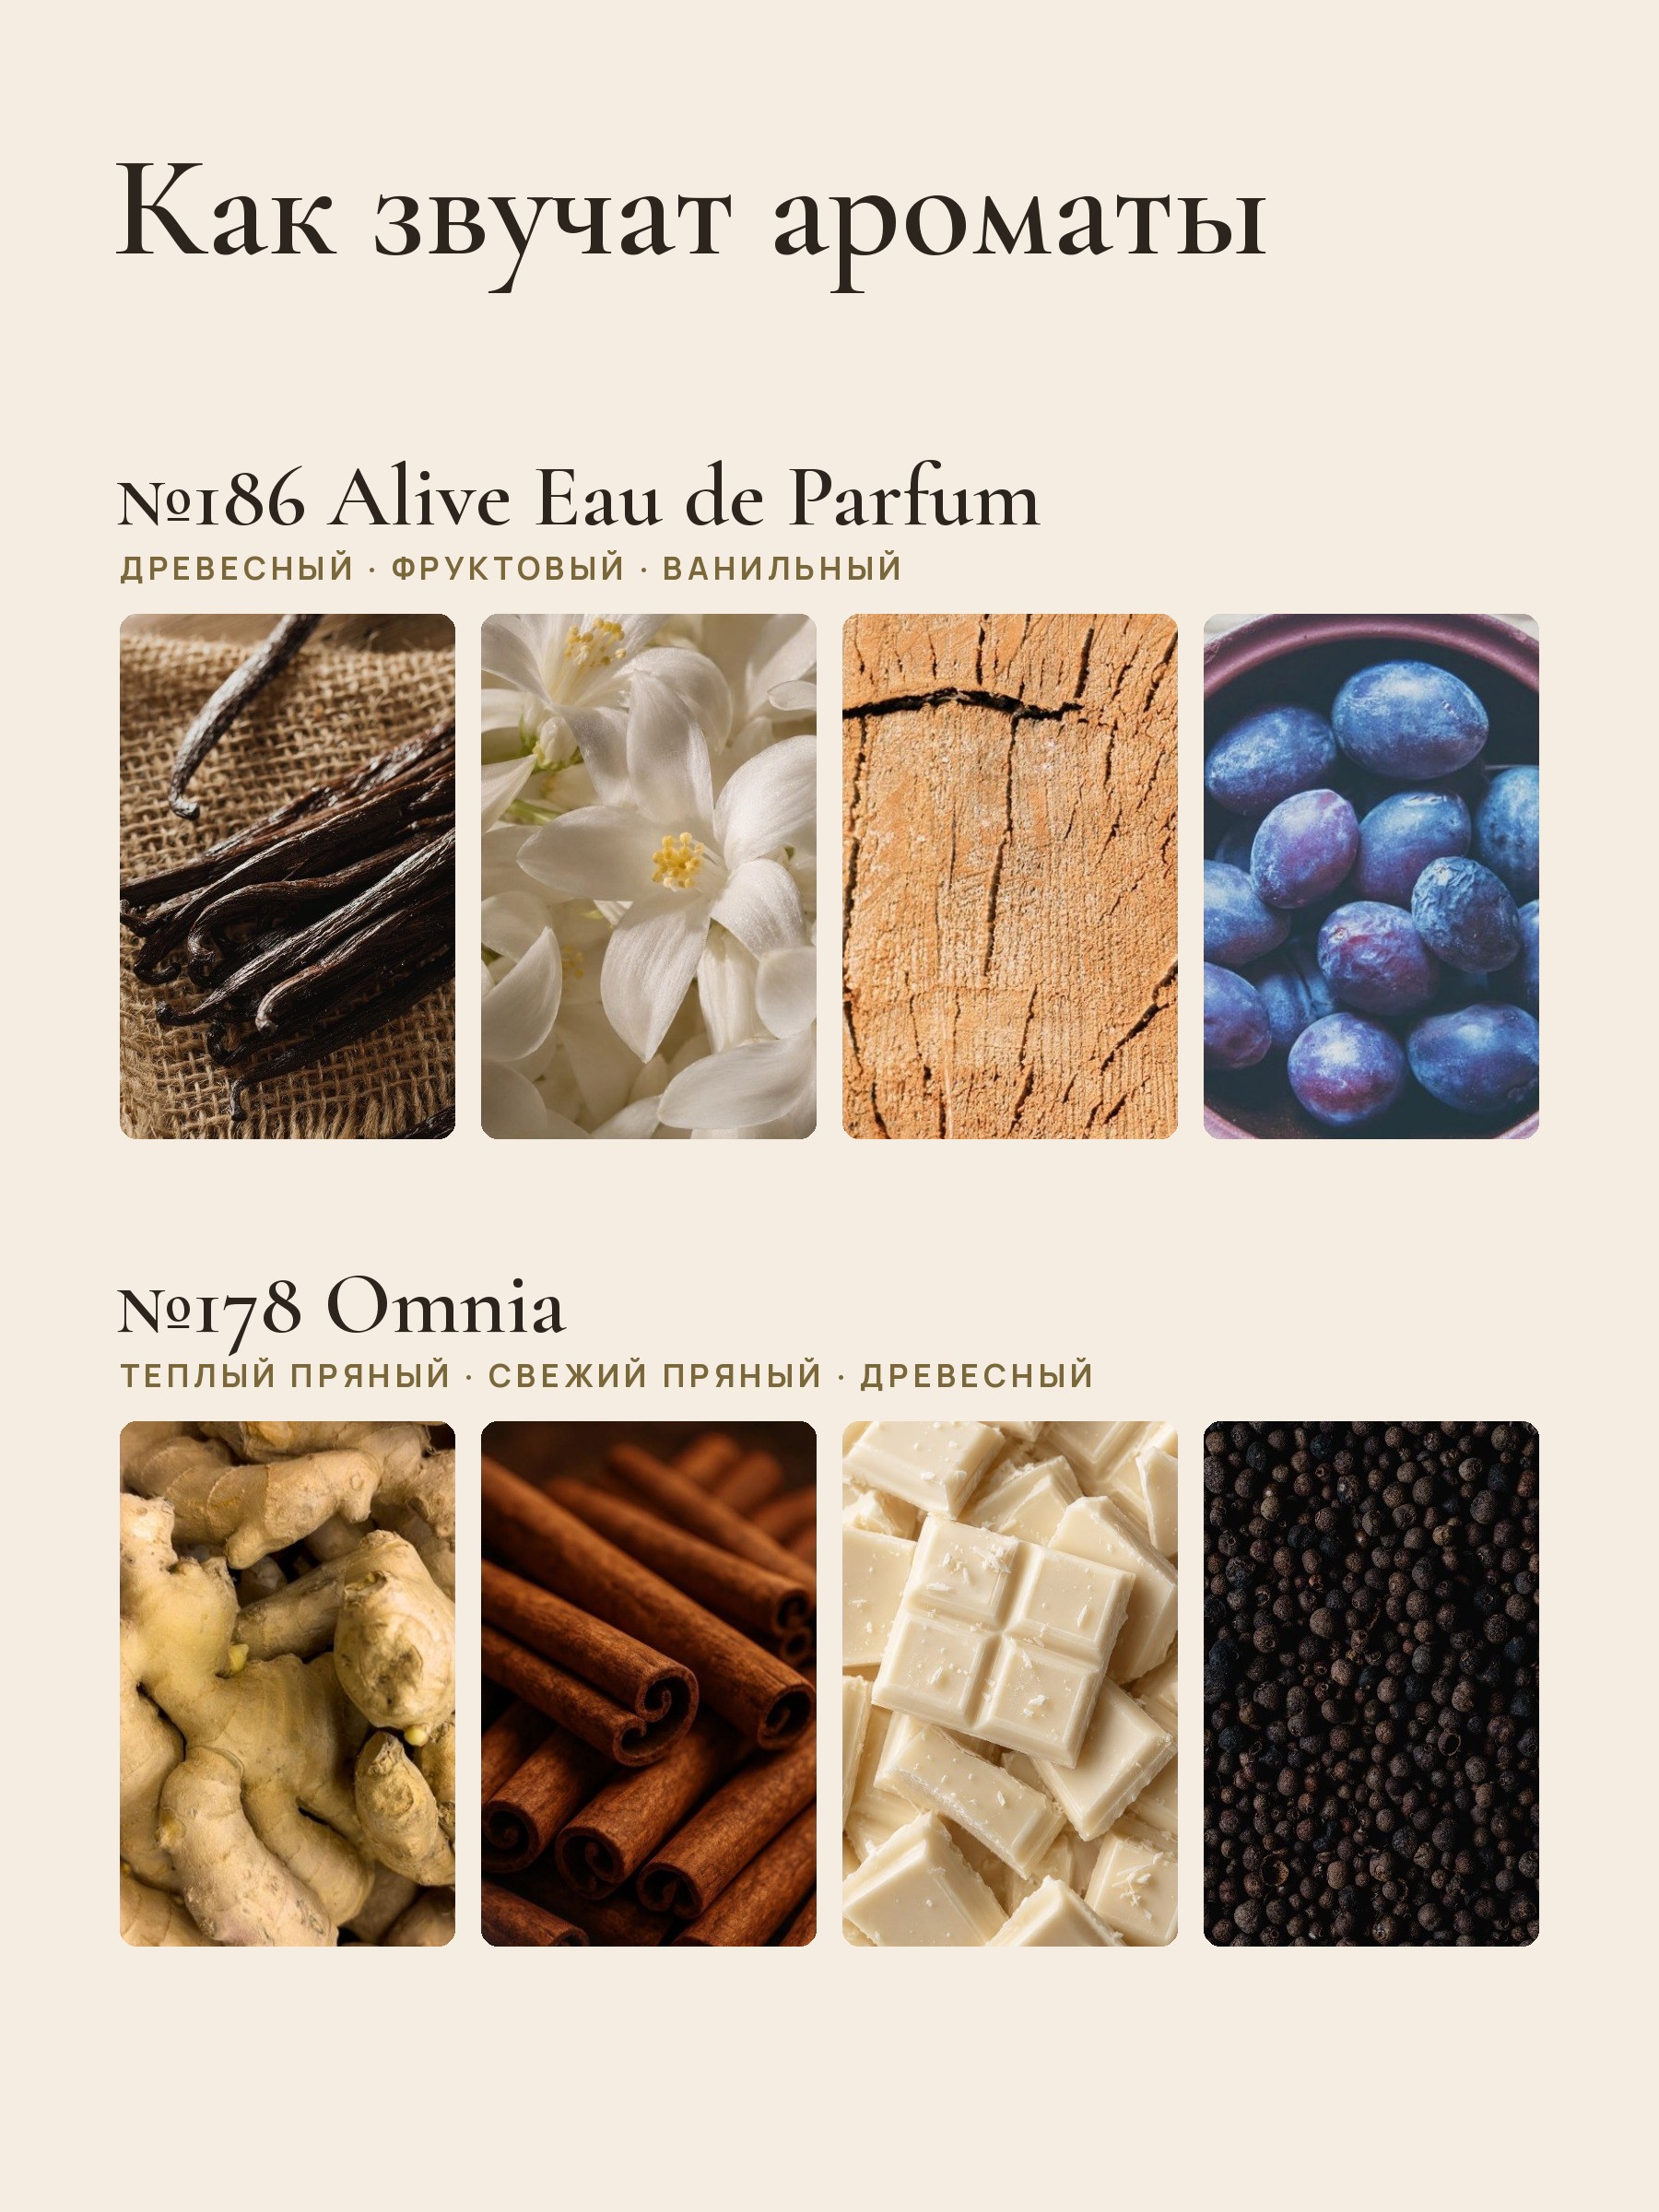 Как звучат ароматы
№186 Alive Eau de Parfum
ДРЕВЕСНЫЙ · ФРУКТОВЫЙ · ВАНИЛЬНЫЙ
№178 Omnia
ТЕПЛЫЙ ПРЯНЫЙ · СВЕЖИЙ ПРЯНЫЙ · ДРЕВЕСНЫЙ